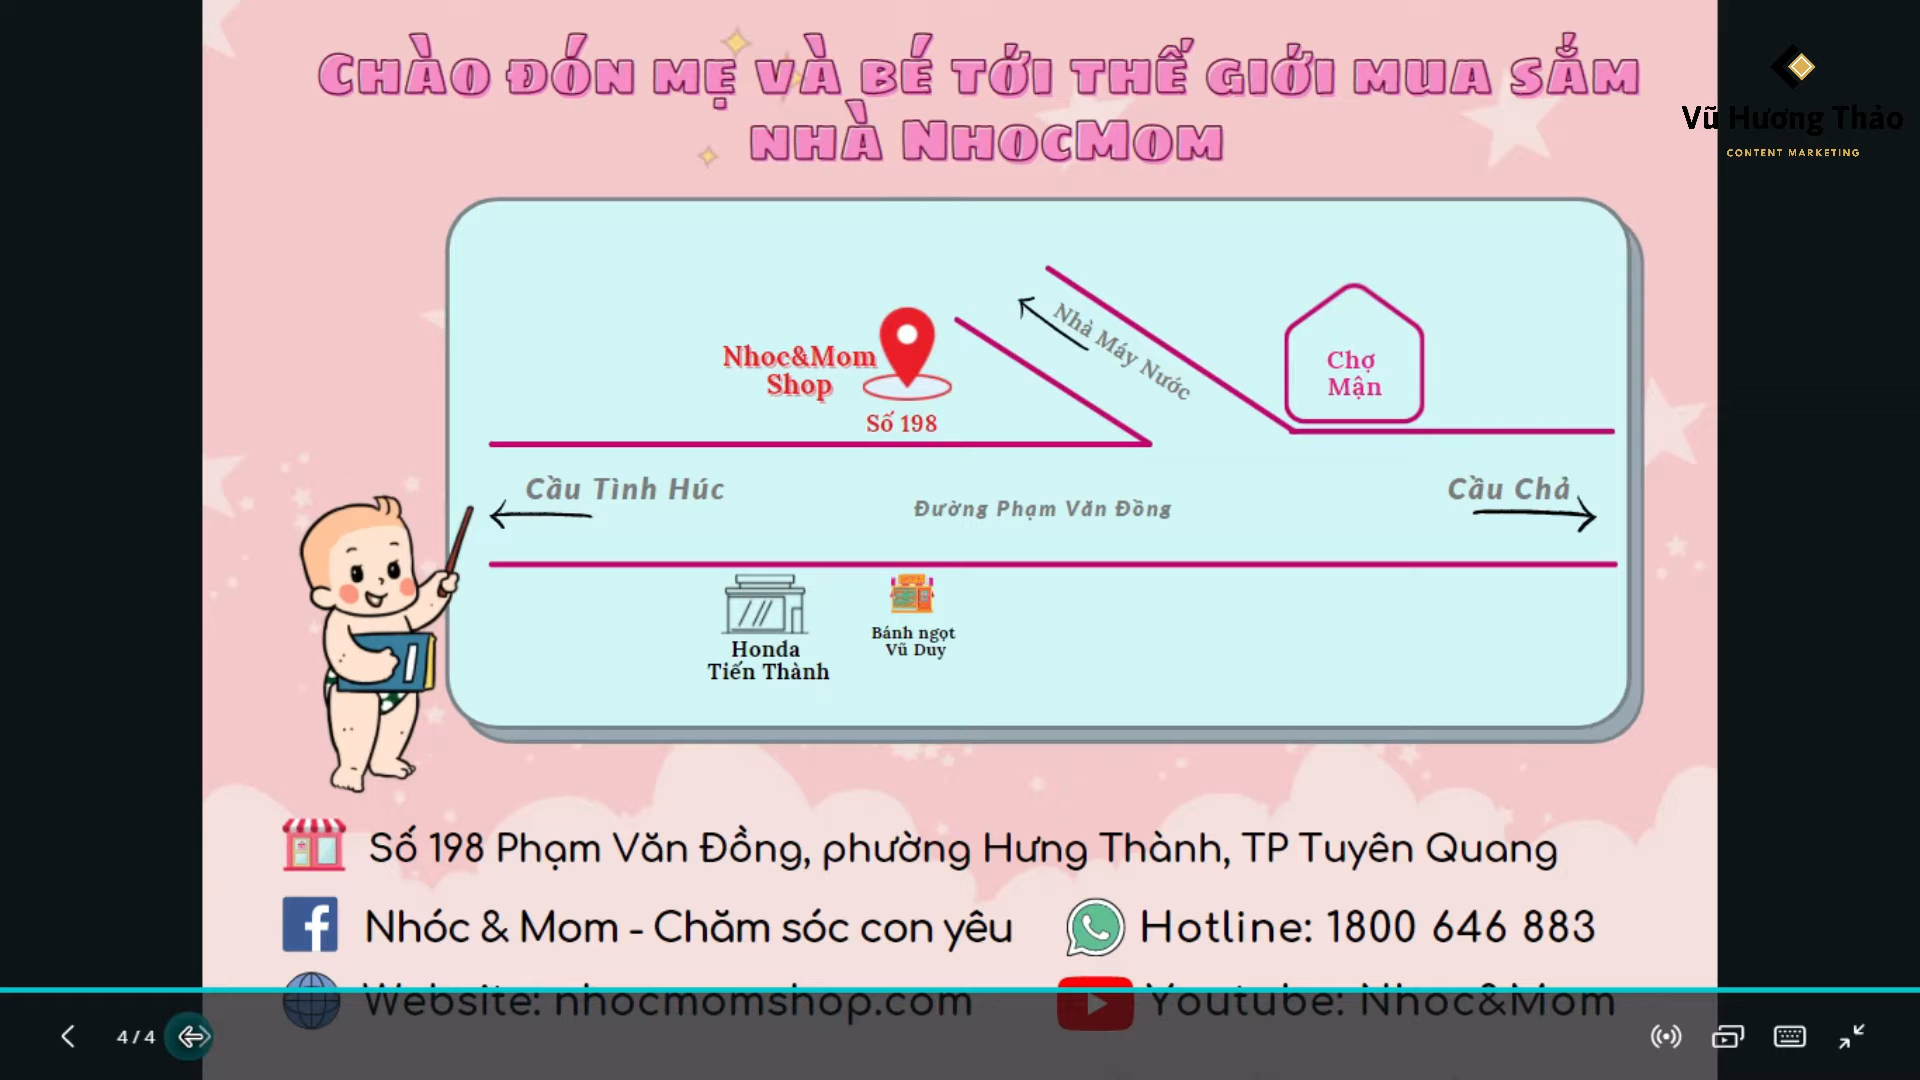 Chào đón mẹ và bé tới thế giới mua sắm
nhà NhocMom
Vũ Hương Thảo
CONTENT MARKETING
Nhà Máy Nước
Nhoc&Mom
Shop
Số 198
Chợ
Mận
Cầu Tình Húc
Đường Phạm Văn Đồng
Cầu Chả
Honda
Tiến Thành
Bánh ngọt
Vũ Duy
Số 198 Phạm Văn Đồng, phường Hưng Thành, TP Tuyên Quang
Nhóc & Mom - Chăm sóc con yêu
Hotline: 1800 646 883
Website: nhocmomshop.com
Youtube: Nhoc&Mom
4 / 4